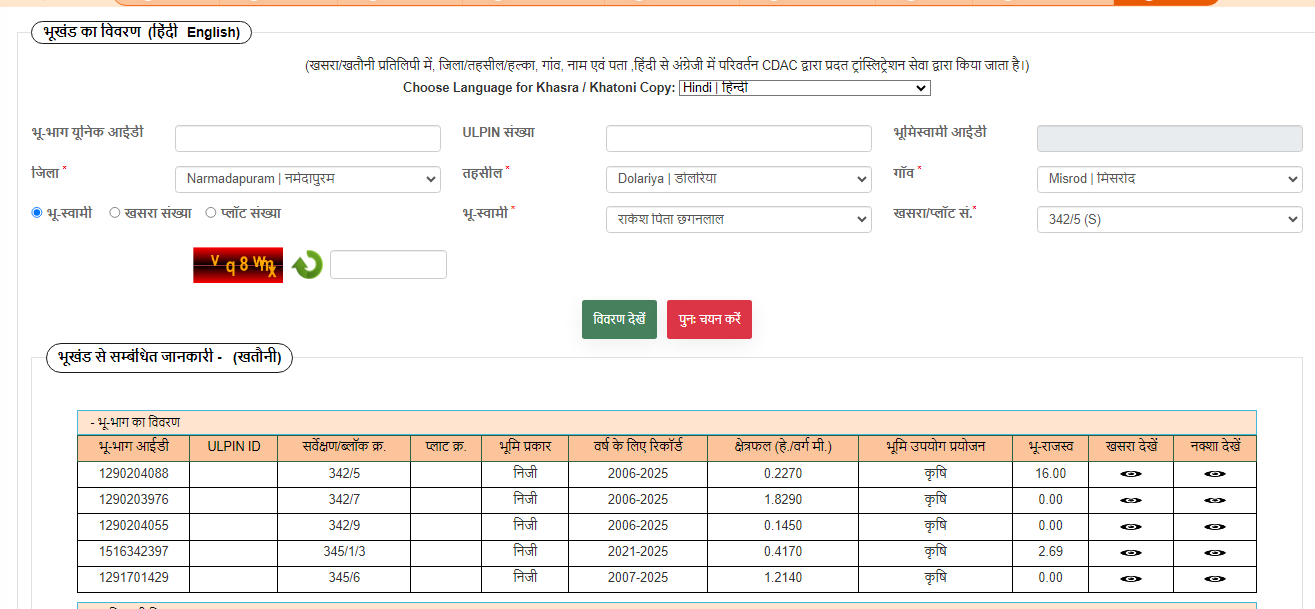 भूखंड का विवरण (हिंदी English)
(खसरा/खतौनी प्रतिलिपी में, जिला/तहसील/हल्का, गांव, नाम एवं पता ,हिंदी से अंग्रेजी में परिवर्तन CDAC द्वारा प्रदत ट्रांस्लिट्रेशन सेवा द्वारा किया जाता है।)
Choose Language for Khasra / Khatoni Copy: Hindi | हिन्दी
भू-भाग यूनिक आईडी ULPIN संख्या भूमिस्वामी आईडी
जिला * Narmadapuram | नर्मदापुरम तहसील * Dolariya | डोलरिया गॉव * Misrod | मिसरोद
भू-स्वामी खसरा संख्या प्लॉट संख्या भू-स्वामी * राकेश पिता छगनलाल खसरा/प्लॉट सं.* 342/5 (S)
विवरण देखें पुनः चयन करें
भूखंड से सम्बंधित जानकारी - (खतौनी)
- भू-भाग का विवरण
भू-भाग आईडी ULPIN ID सर्वेक्षण/ब्लॉक क्र. प्लाट क्र. भूमि प्रकार वर्ष के लिए रिकॉर्ड क्षेत्रफल (हे./वर्ग मी.) भूमि उपयोग प्रयोजन भू-राजस्व खसरा देखें नक्शा देखें
1290204088 342/5 निजी 2006-2025 0.2270 कृषि 16.00
1290203976 342/7 निजी 2006-2025 1.8290 कृषि 0.00
1290204055 342/9 निजी 2006-2025 0.1450 कृषि 0.00
1516342397 345/1/3 निजी 2021-2025 0.4170 कृषि 2.69
1291701429 345/6 निजी 2007-2025 1.2140 कृषि 0.00